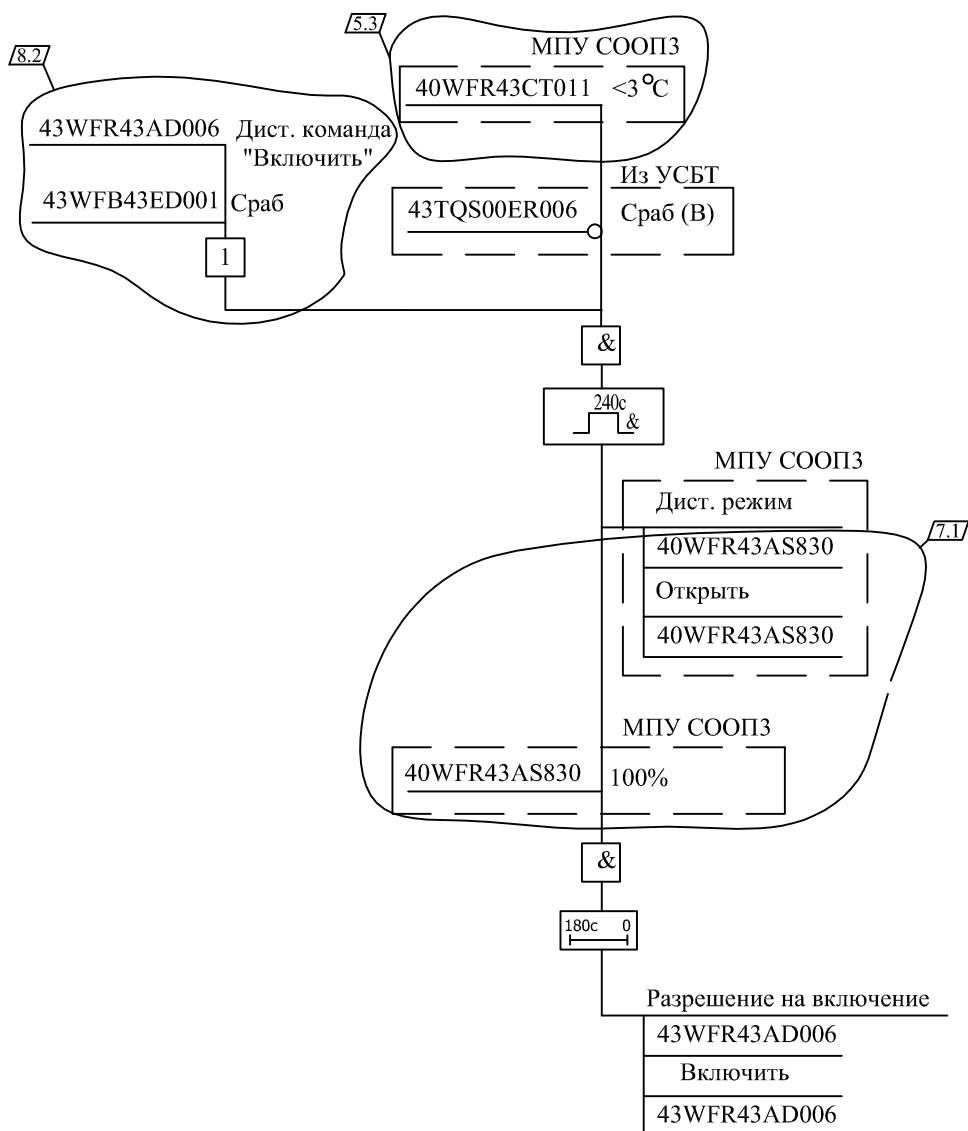 5.3
8.2
МПУ СООПЗ
40WFR43CT011 <3°C
43WFR43AD006 Дист. команда
"Включить"
Из УСБТ
43WFB43ED001 Сраб
43TQS00ER006 Сраб (В)
1
&
240с
&
МПУ СООПЗ
Дист. режим
7.1
40WFR43AS830
Открыть
40WFR43AS830
МПУ СООПЗ
40WFR43AS830 100%
&
180с 0
Разрешение на включение
43WFR43AD006
Включить
43WFR43AD006